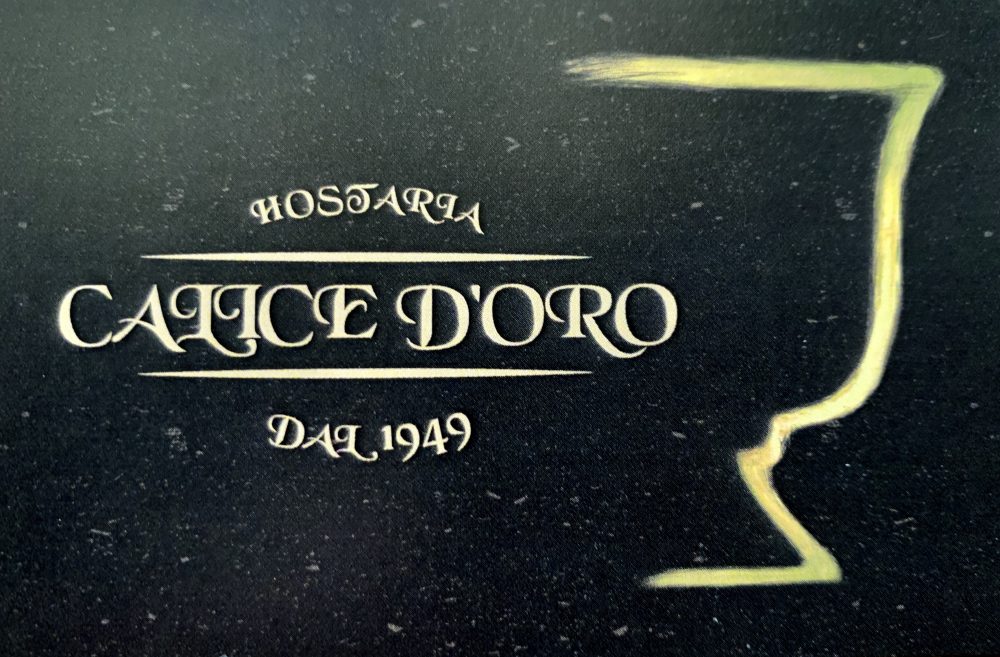 HOSTARIA
CALICE D'ORO
DAL 1949